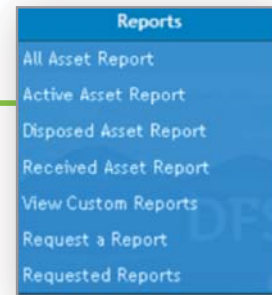 Reports
All Asset Report
Active Asset Report
Disposed Asset Report
Received Asset Report
View Custom Reports
Request a Report
Requested Reports
DFS